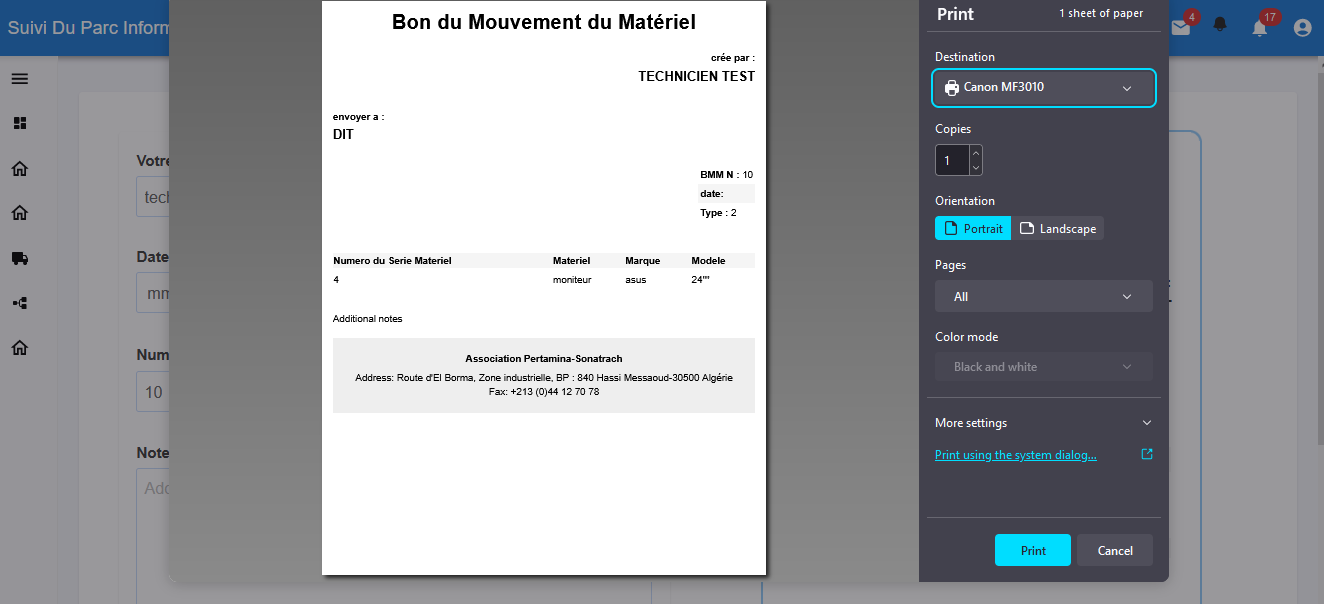 Suivi Du Parc Inforn
4
17
Votre
tech
Date
mm
Num
10
Note
Add
Bon du Mouvement du Matériel
crée par :
TECHNICIEN TEST
envoyer a :
DIT
BMM N : 10
date:
Type : 2
Numero du Serie Materiel Materiel Marque Modele
4 moniteur asus 24""
Additional notes
Association Pertamina-Sonatrach
Address: Route d'El Borma, Zone industrielle, BP : 840 Hassi Messaoud-30500 Algérie
Fax: +213 (0)44 12 70 78
Print 1 sheet of paper
Destination
Canon MF3010
Copies
1
Orientation
Portrait Landscape
Pages
All
Color mode
Black and white
More settings
Print using the system dialog...
Print Cancel